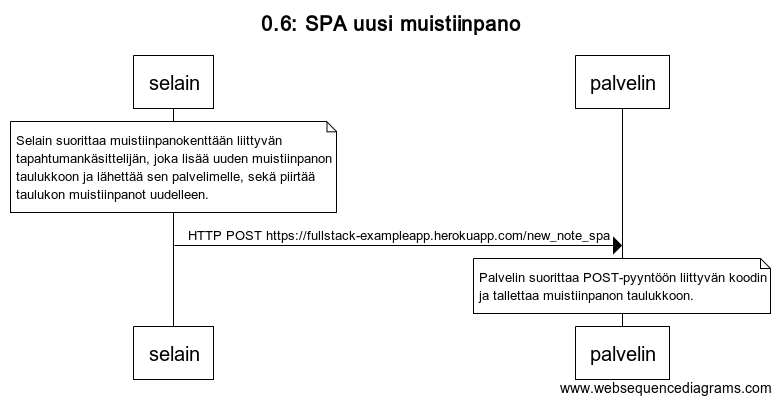 0.6: SPA uusi muistiinpano
selain
palvelin
Selain suorittaa muistiinpanokenttään liittyvän
tapahtumankäsittelijän, joka lisää uuden muistiinpanon
taulukkoon ja lähettää sen palvelimelle, sekä piirtää
taulukon muistiinpanot uudelleen.
HTTP POST https://fullstack-exampleapp.herokuapp.com/new_note_spa
Palvelin suorittaa POST-pyyntöön liittyvän koodin
ja tallettaa muistiinpanon taulukkoon.
selain
palvelin
www.websequencediagrams.com